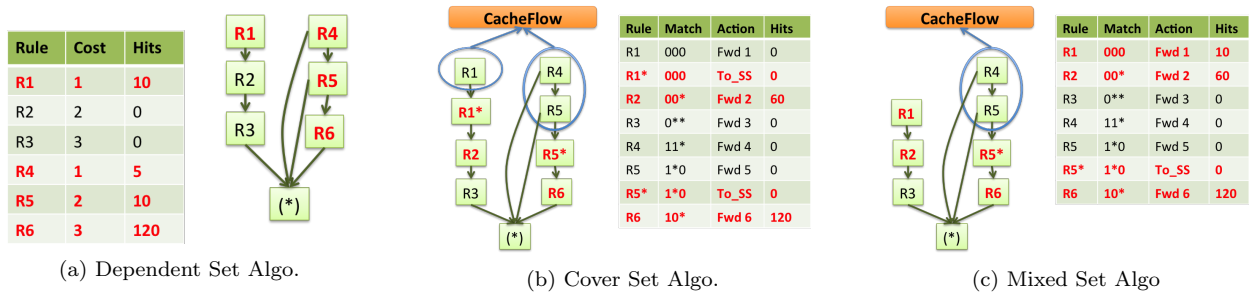 Rule Cost Hits
R1 1 10
R2 2 0
R3 3 0
R4 1 5
R5 2 10
R6 3 120
R1 R4
R2 R5
R3 R6
(*)
(a) Dependent Set Algo.
CacheFlow
R1 R4
R1* R5
R2 R5*
R3 R6
(*)
Rule Match Action Hits
R1 000 Fwd 1 0
R1* 000 To_SS 0
R2 00* Fwd 2 60
R3 0** Fwd 3 0
R4 11* Fwd 4 0
R5 1*0 Fwd 5 0
R5* 1*0 To_SS 0
R6 10* Fwd 6 120
(b) Cover Set Algo.
CacheFlow
R4
R1 R5
R2 R5*
R3 R6
(*)
Rule Match Action Hits
R1 000 Fwd 1 10
R2 00* Fwd 2 60
R3 0** Fwd 3 0
R4 11* Fwd 4 0
R5 1*0 Fwd 5 0
R5* 1*0 To_SS 0
R6 10* Fwd 6 120
(c) Mixed Set Algo